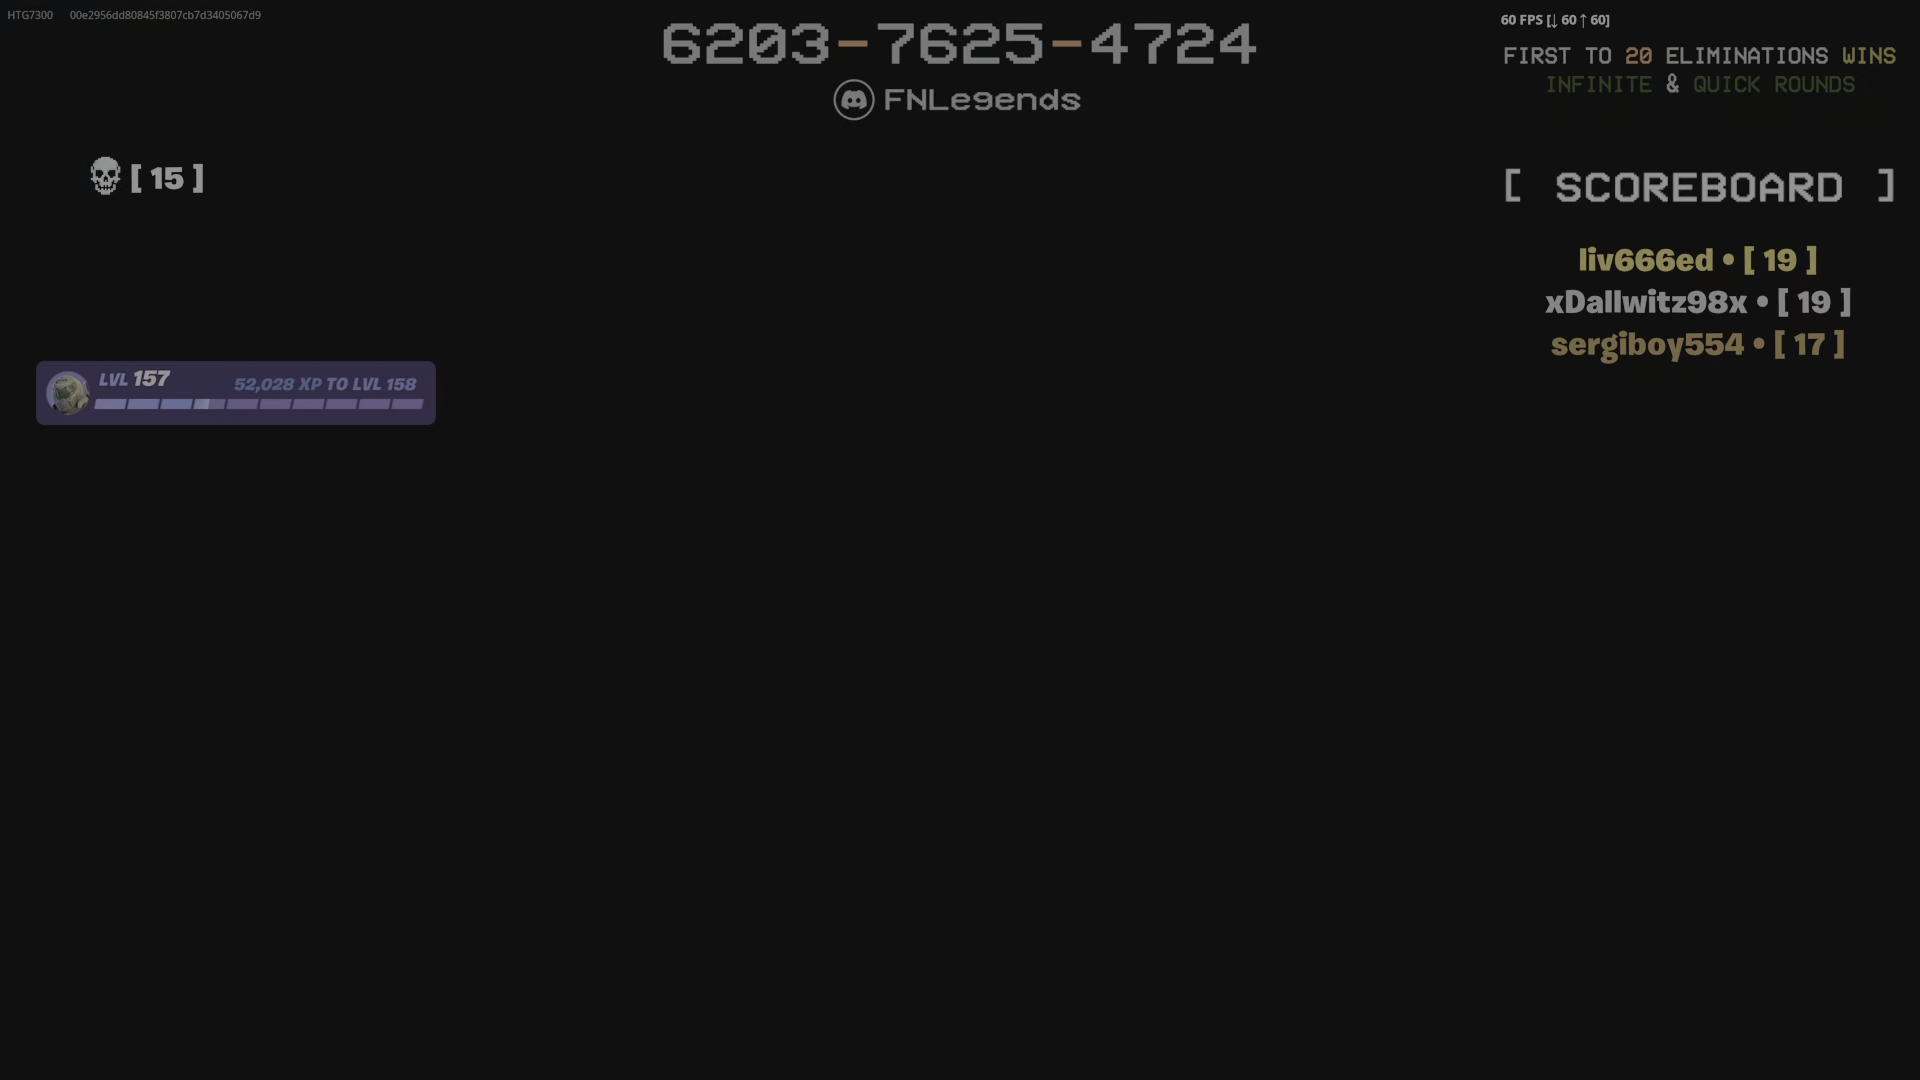 HTG7300 00e2956dd80845f3807cb7d3405067d9
6203-7625-4724
FNLegends
60 FPS [↓ 60 ↑ 60]
FIRST TO 20 ELIMINATIONS WINS
INFINITE & QUICK ROUNDS
[ 15 ]
[ SCOREBOARD ]
liv666ed • [ 19 ]
xDallwitz98x • [ 19 ]
sergiboy554 • [ 17 ]
LVL 157
52,028 XP TO LVL 158